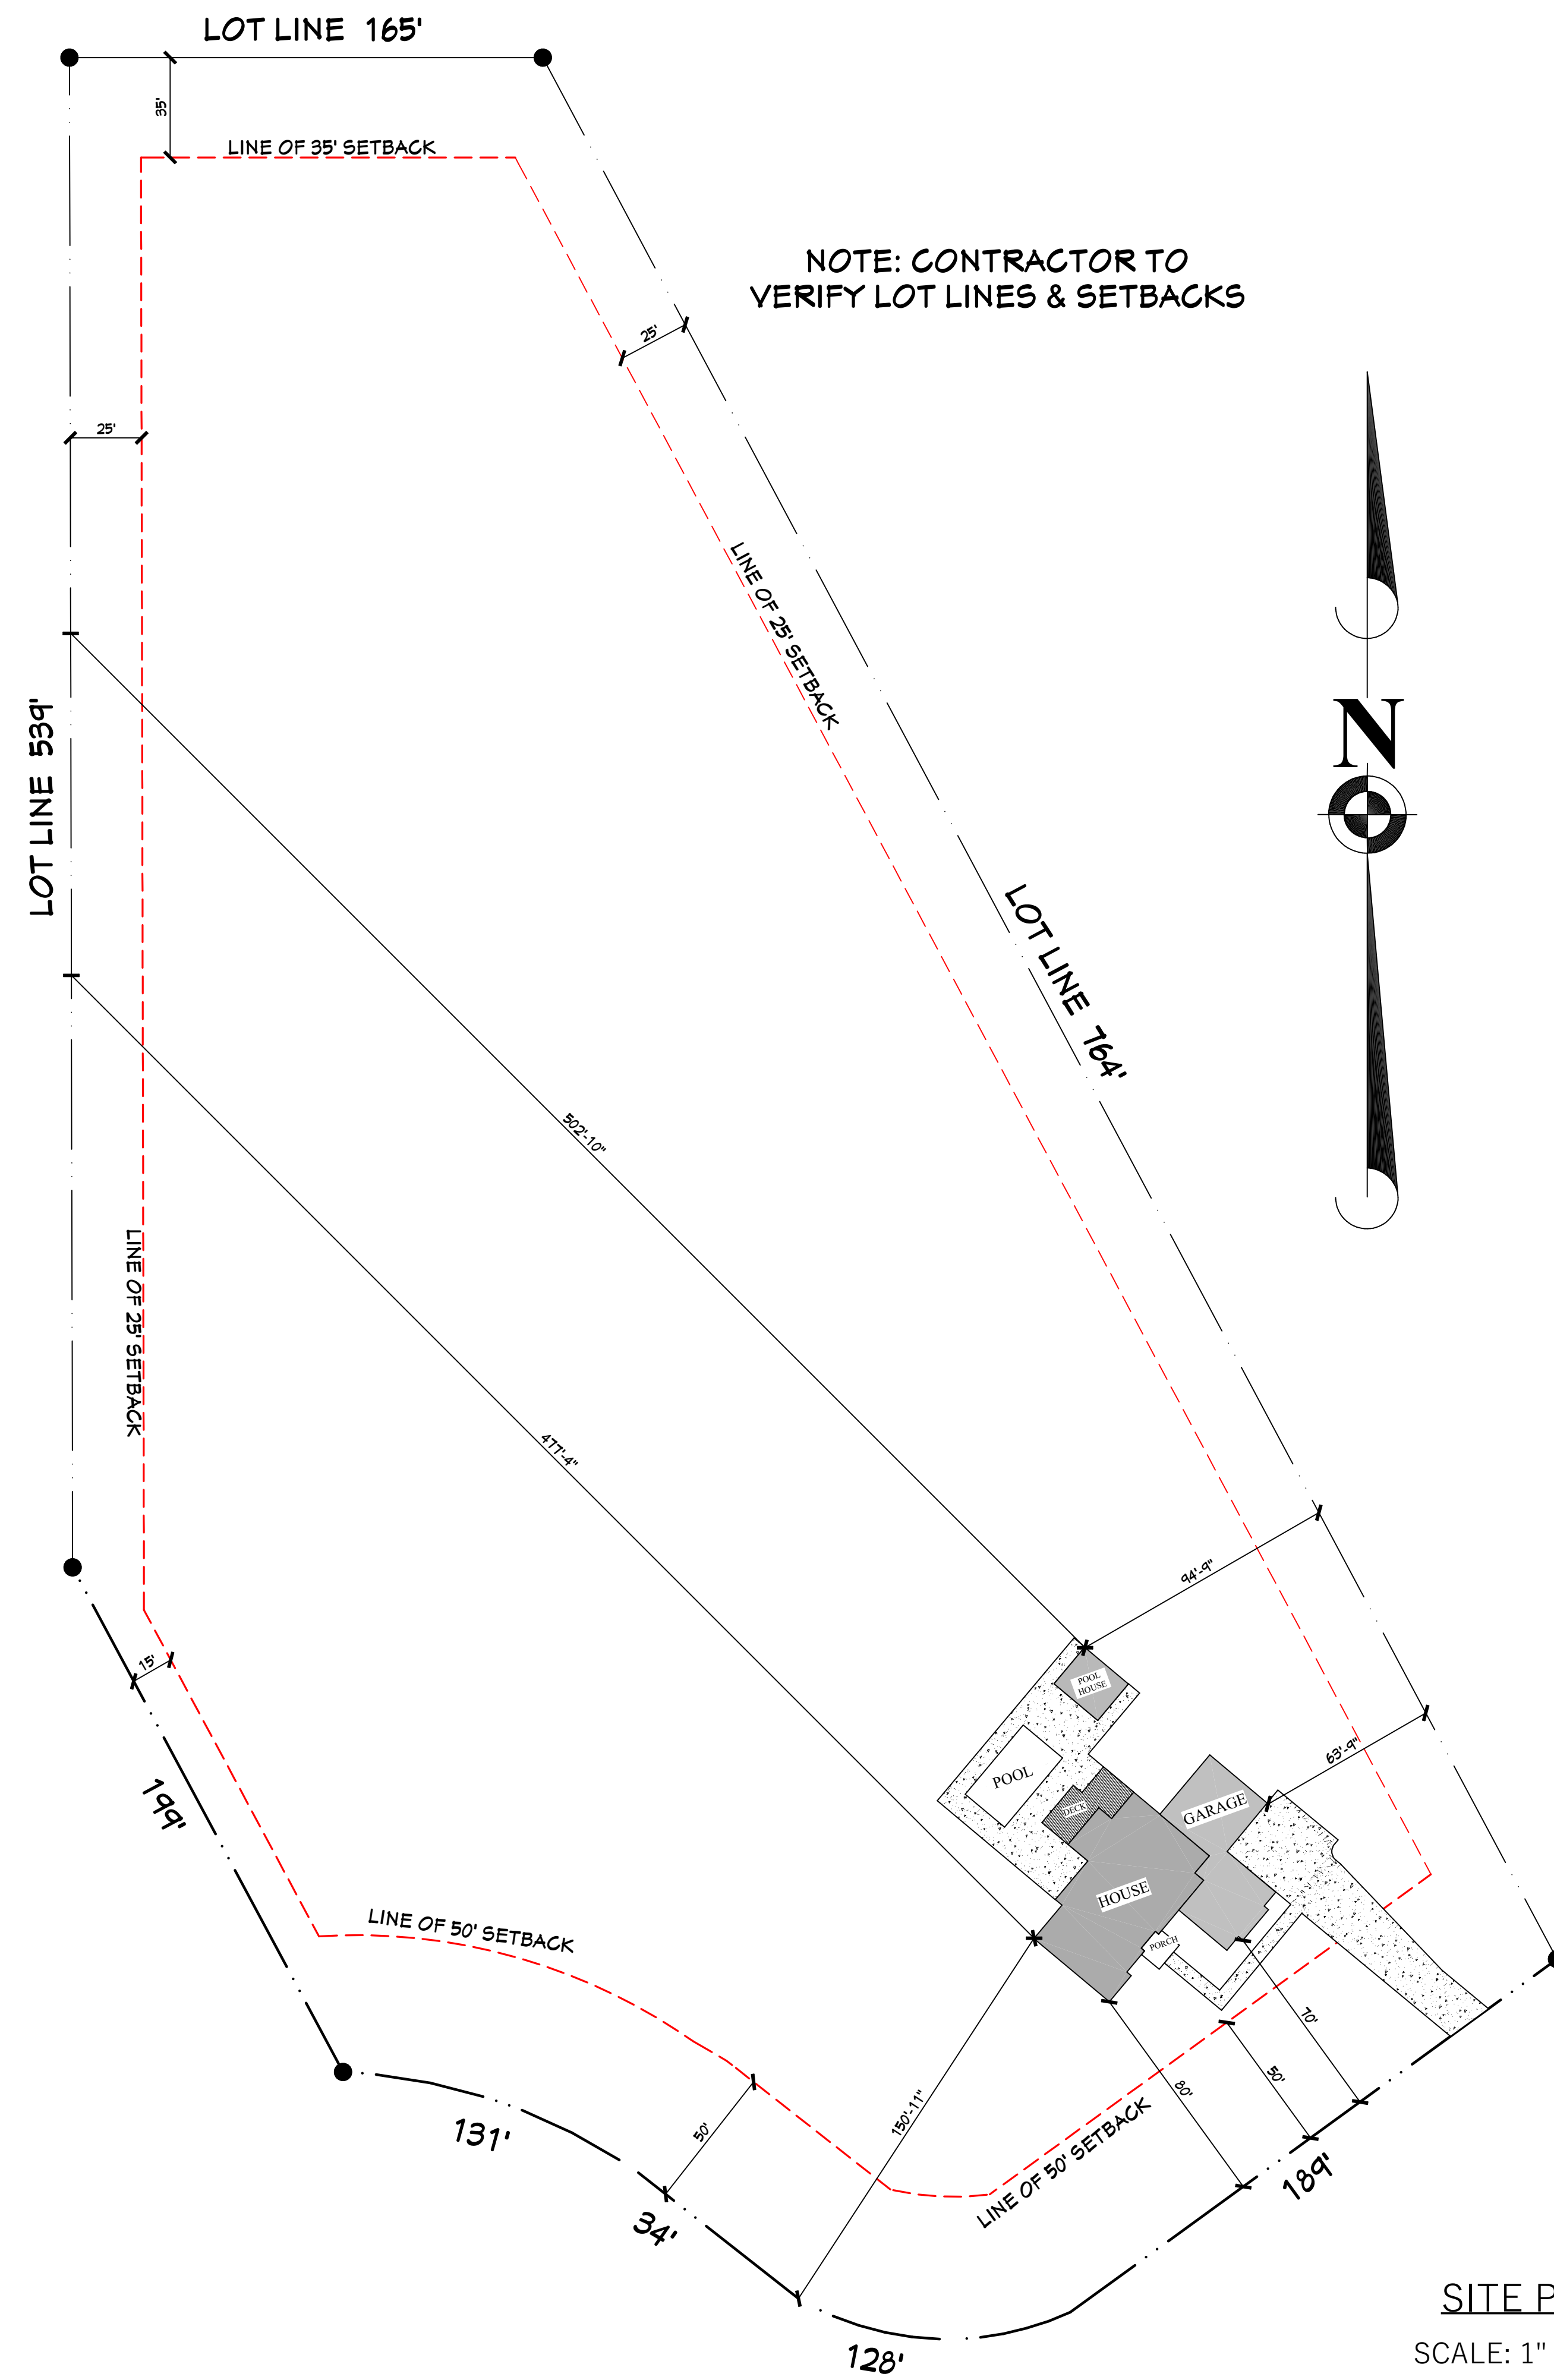 LOT LINE 165'
35'
LINE OF 35' SETBACK
NOTE: CONTRACTOR TO
VERIFY LOT LINES & SETBACKS
25'
25'
LINE OF 25' SETBACK
LOT LINE 539'
N
LOT LINE 764'
502'-10"
LINE OF 25' SETBACK
477'-4"
94'-9"
15'
POOL
HOUSE
63'-9"
POOL
DECK
GARAGE
199'
HOUSE
LINE OF 50' SETBACK
PORCH
70'
50'
80'
150'-11"
50'
131'
LINE OF 50' SETBACK
189'
34'
128'
SITE P
SCALE: 1"